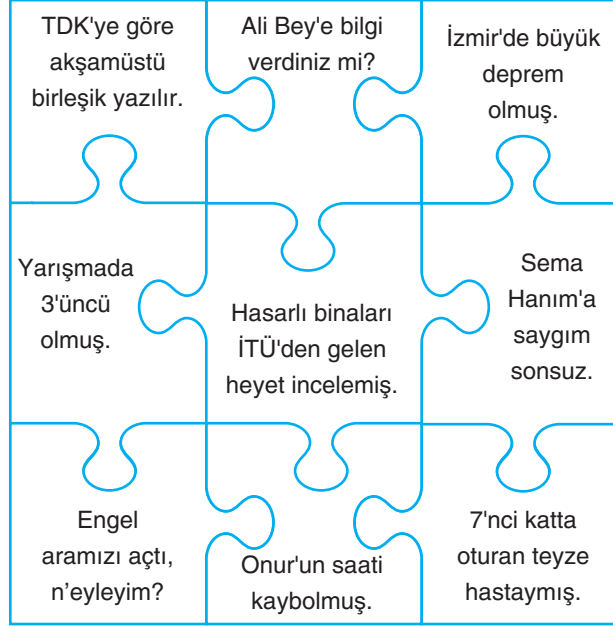 TDK'ye göre
akşamüstü
birleşik yazılır.
Ali Bey'e bilgi
verdiniz mi?
İzmir'de büyük
deprem
olmuş.
Yarışmada
3'üncü
olmuş.
Hasarlı binaları
İTÜ'den gelen
heyet incelemiş.
Sema
Hanım'a
saygım
sonsuz.
Engel
aramızı açtı,
n’eyleyim?
Onur'un saati
kaybolmuş.
7'nci katta
oturan teyze
hastaymış.